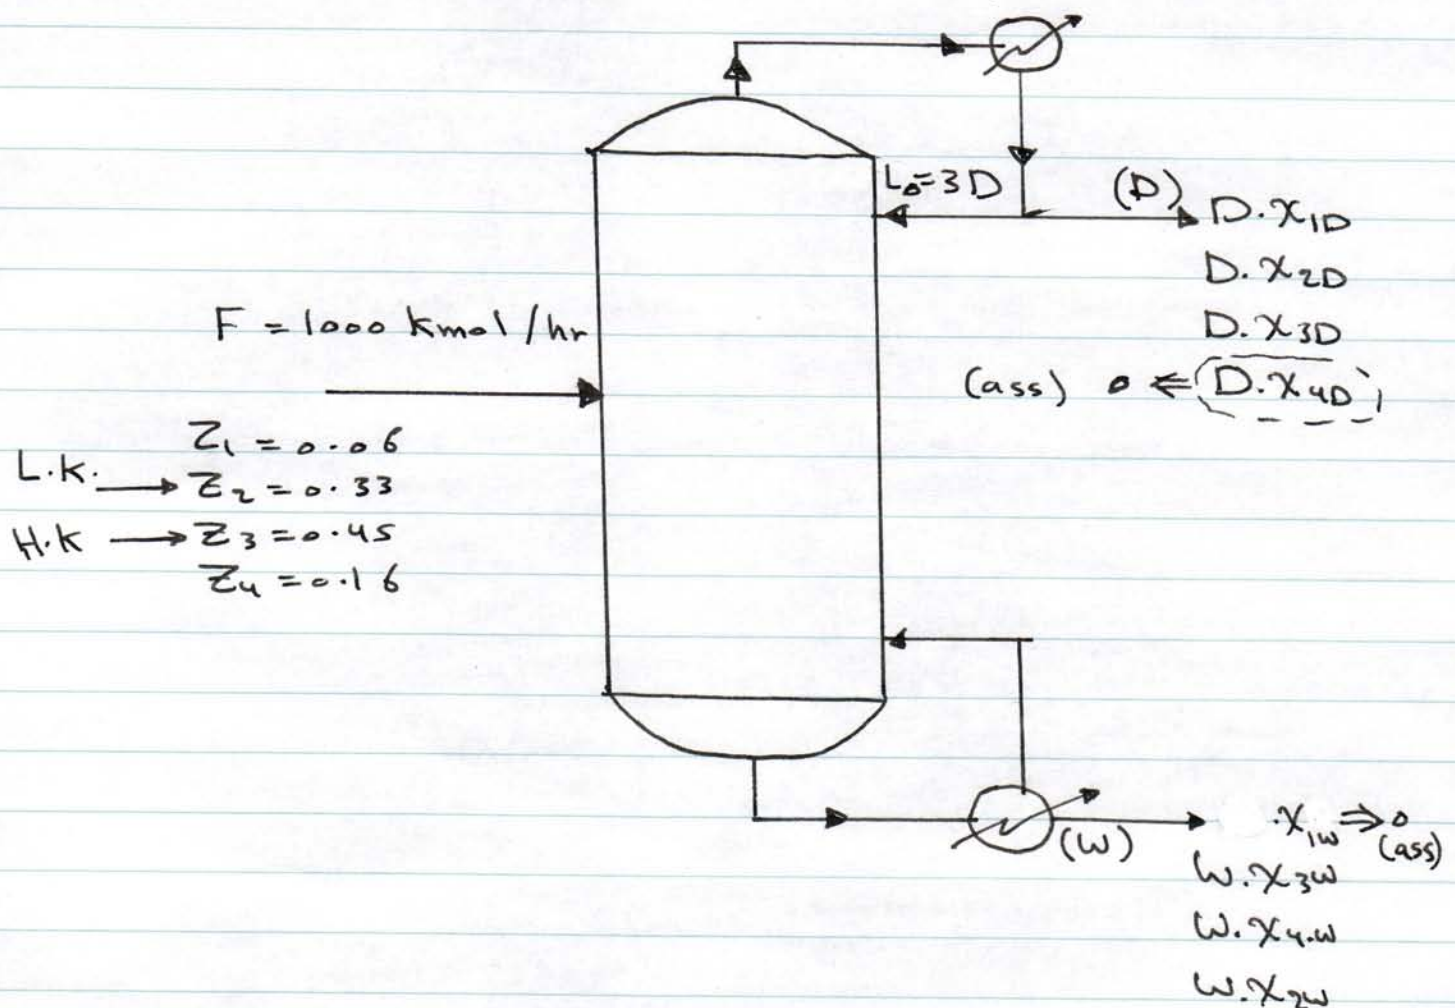 L₀=3D
(D)
D.x₁D
D.x₂D
D.x₃D
(ass) 0 ⇐ D.x₄D
F = 1000 kmol/hr
Z₁ = 0.06
L.K. → Z₂ = 0.33
H.K → Z₃ = 0.45
Z₄ = 0.16
(W)
.x₁w ⇒ 0
(ass)
W.x₃w
W.x₄.w
W.x₂w